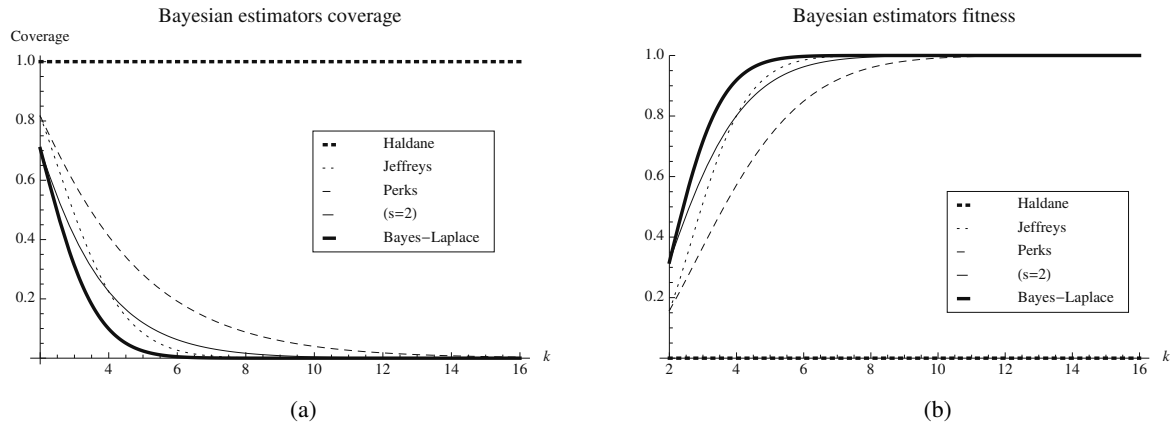 Bayesian estimators coverage
Coverage
1.0
0.8
0.6
0.4
0.2
2 4 6 8 10 12 14 16 k
Haldane
Jeffreys
Perks
(s=2)
Bayes−Laplace
(a)
Bayesian estimators fitness
1.0
0.8
0.6
0.4
0.2
2 4 6 8 10 12 14 16 k
Haldane
Jeffreys
Perks
(s=2)
Bayes−Laplace
(b)